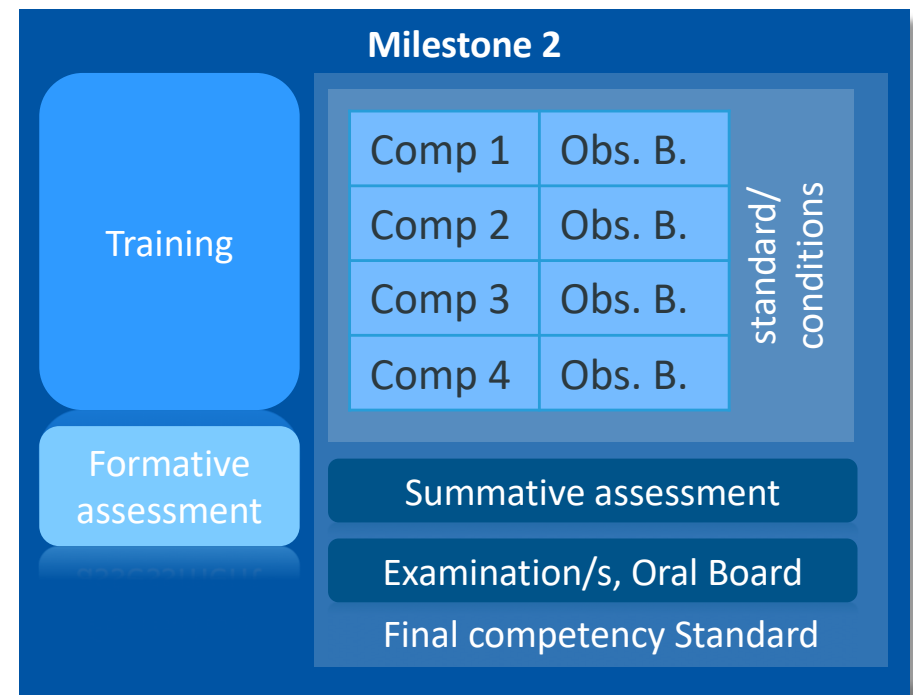 Milestone 2
Training
Formative
assessment
Comp 1 Obs. B.
Comp 2 Obs. B.
Comp 3 Obs. B.
Comp 4 Obs. B.
standard/
conditions
Summative assessment
Examination/s, Oral Board
Final competency Standard